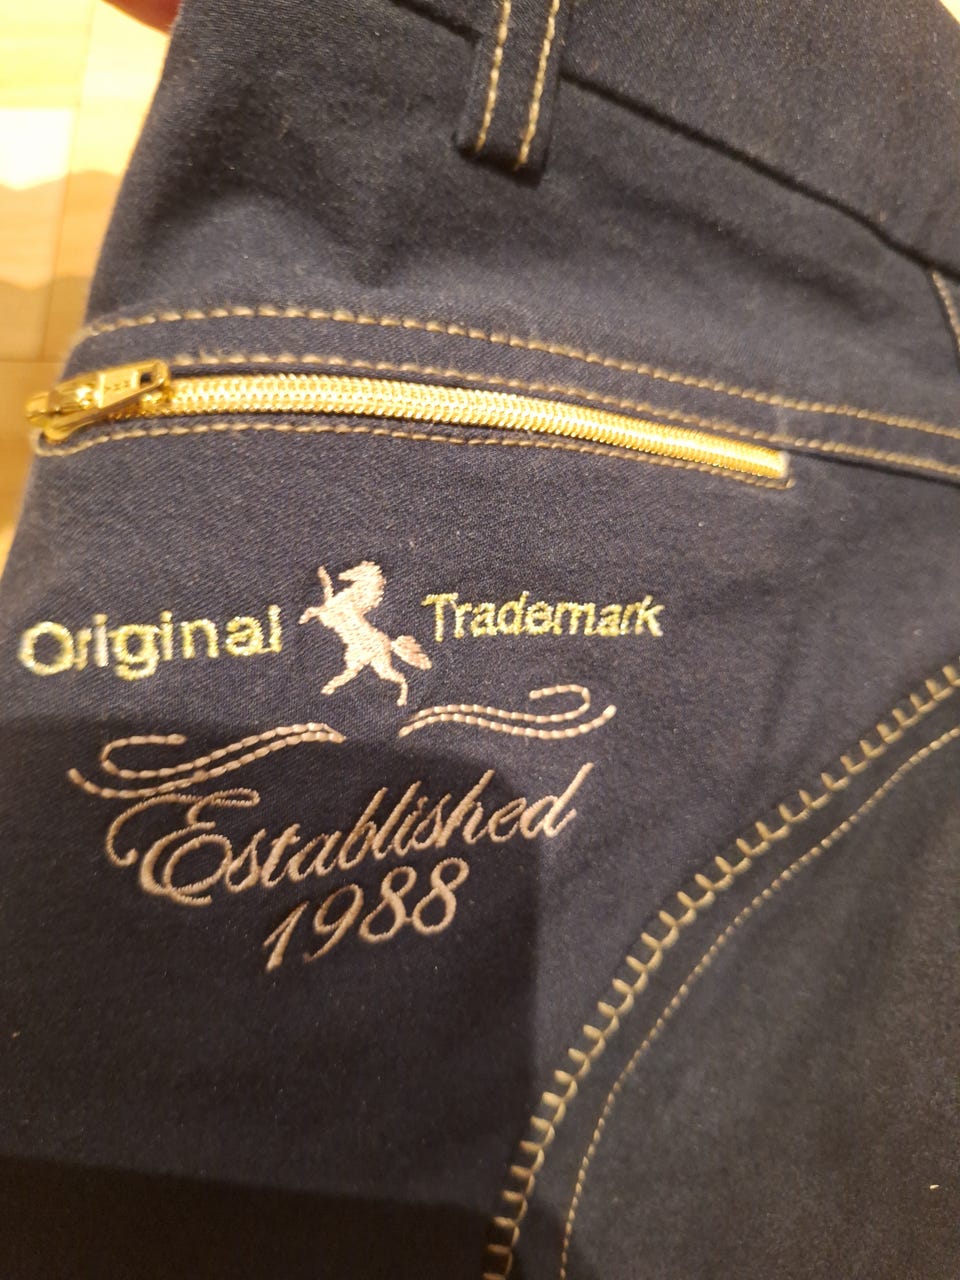 Original Trademark
Established
1988